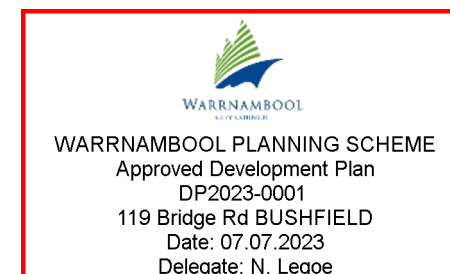 WARRNAMBOOL
CITY COUNCIL
WARRNAMBOOL PLANNING SCHEME
Approved Development Plan
DP2023-0001
119 Bridge Rd BUSHFIELD
Date: 07.07.2023
Delegate: N. Legoe